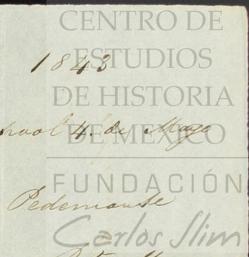 CENTRO DE
ESTUDIOS
DE HISTORIA
DE MÉXICO
FUNDACIÓN
Carlos Slim
1843
4 de Mayo
Pedemonte